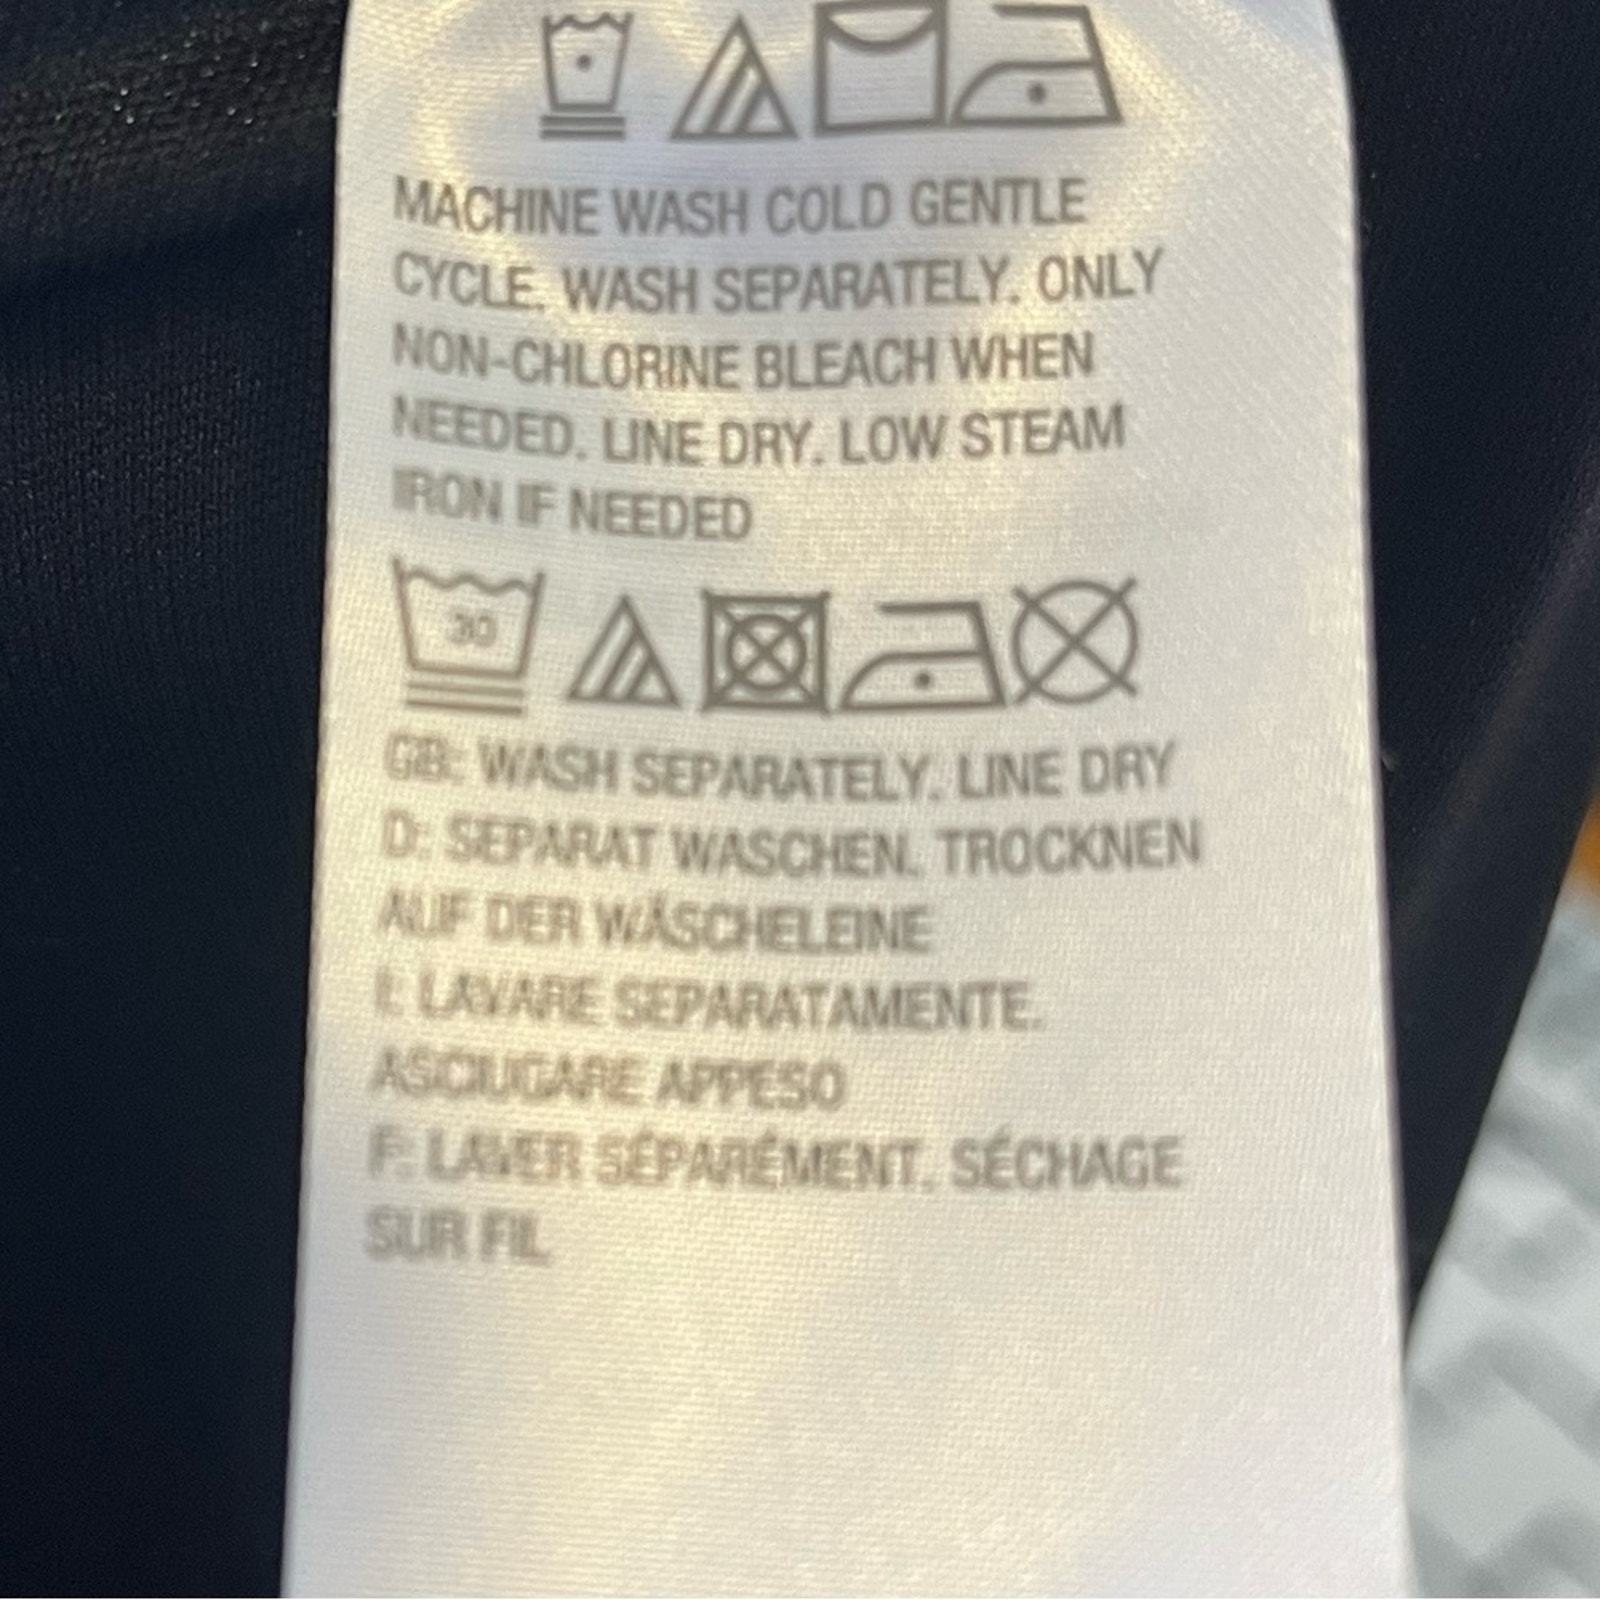 MACHINE WASH COLD GENTLE
CYCLE. WASH SEPARATELY. ONLY
NON-CHLORINE BLEACH WHEN
NEEDED. LINE DRY. LOW STEAM
IRON IF NEEDED
30
GB: WASH SEPARATELY. LINE DRY
D: SEPARAT WASCHEN. TROCKNEN
AUF DER WÄSCHELEINE
I: LAVARE SEPARATAMENTE.
ASCIUGARE APPESO
F: LAVER SÉPARÉMENT. SÉCHAGE
SUR FIL